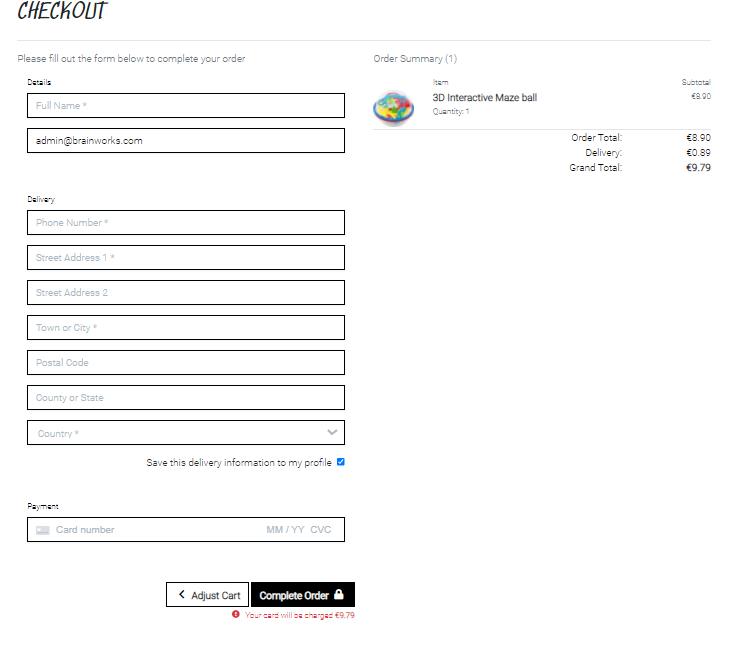 CHECKOUT
Please fill out the form below to complete your order
Details
Full Name *
admin@brainworks.com
Delivery
Phone Number *
Street Address 1 *
Street Address 2
Town or City *
Postal Code
County or State
Country *
Save this delivery information to my profile
Payment
Card number MM / YY CVC
Adjust Cart Complete Order
Your card will be charged €9.79
Order Summary (1)
Item Subtotal
3D Interactive Maze ball €8.90
Quantity: 1
Order Total: €8.90
Delivery: €0.89
Grand Total: €9.79